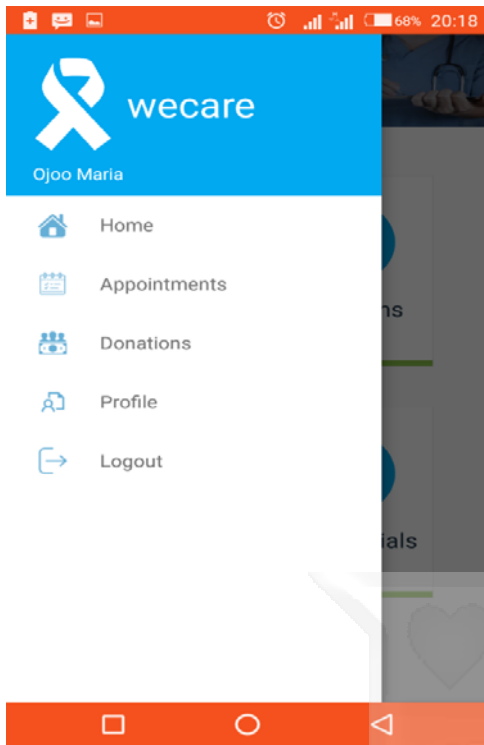 68% 20:18
wecare
Ojoo Maria
Home
Appointments
ns
Donations
Profile
Logout
ials